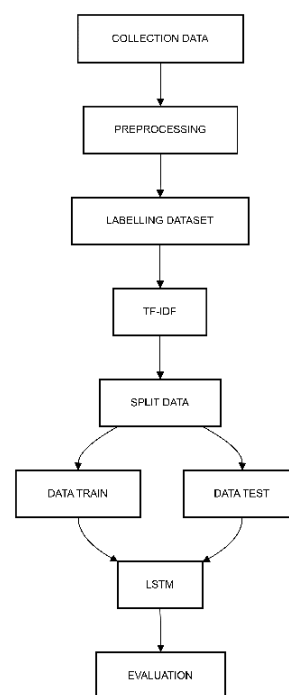 COLLECTION DATA
PREPROCESSING
LABELLING DATASET
TF-IDF
SPLIT DATA
DATA TRAIN
DATA TEST
LSTM
EVALUATION